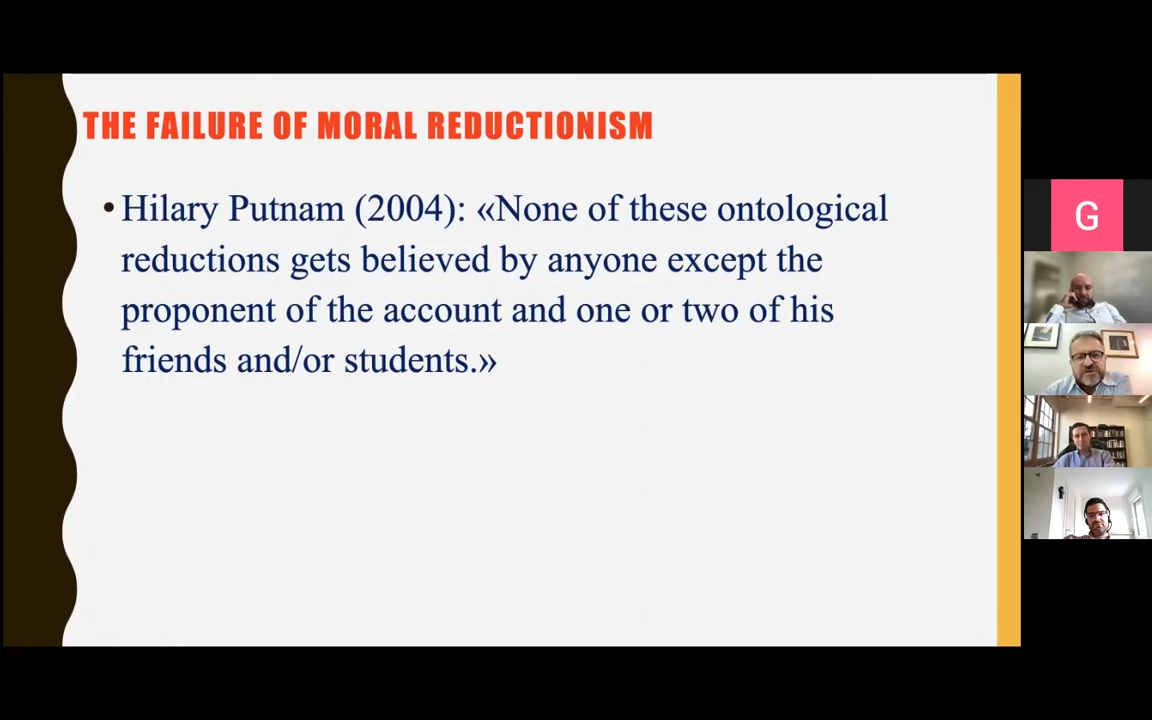 THE FAILURE OF MORAL REDUCTIONISM
•Hilary Putnam (2004): «None of these ontological
reductions gets believed by anyone except the
proponent of the account and one or two of his
friends and/or students.»
G